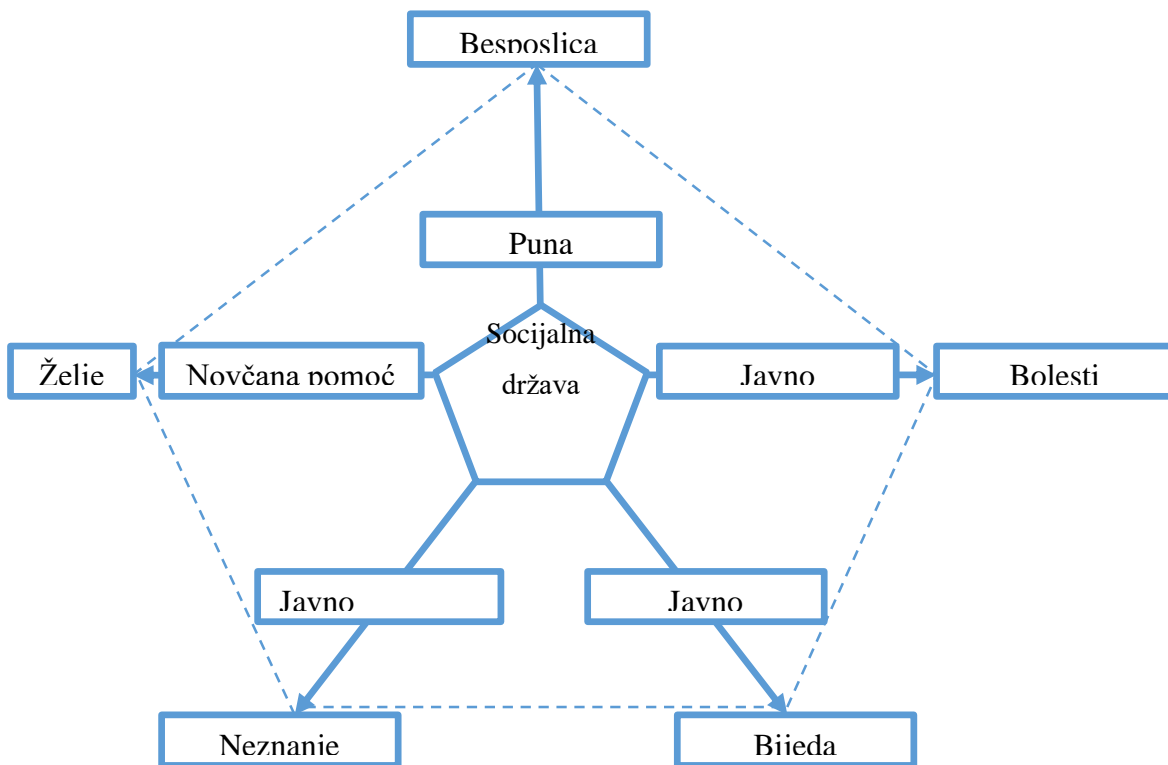 Besposlica
Puna
Socijalna
država
Želje
Novčana pomoć
Javno
Bolesti
Javno
Javno
Neznanje
Bijeda